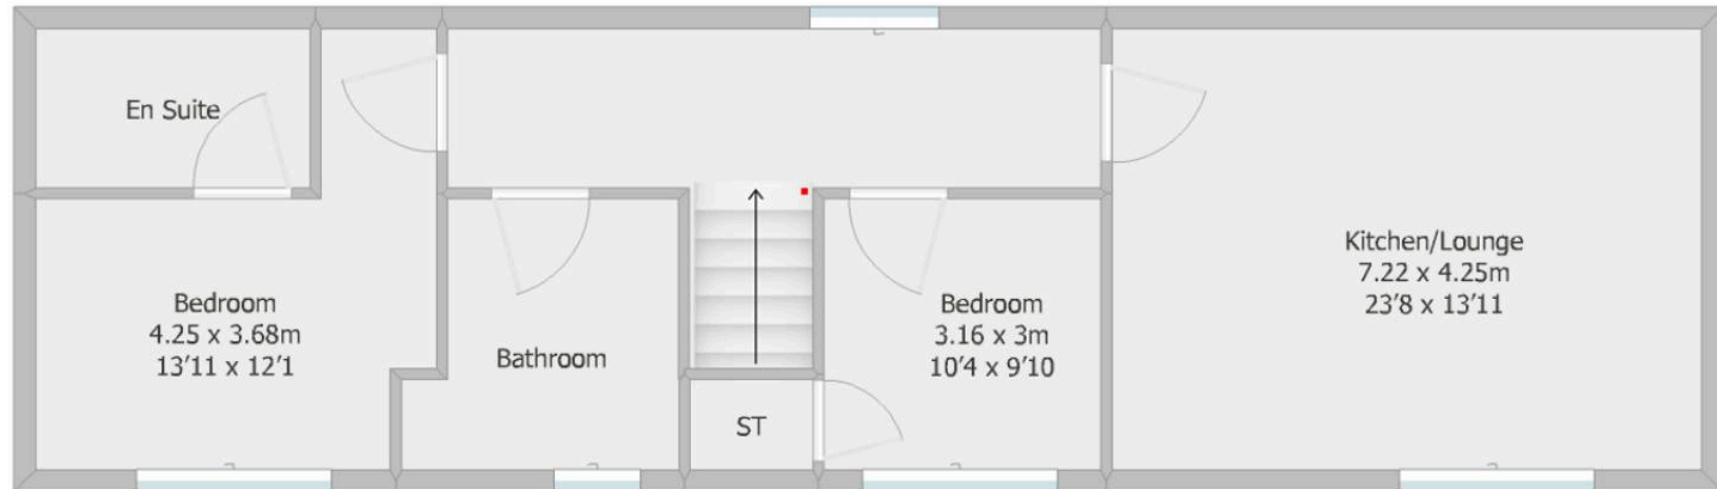 En Suite
Bedroom
4.25 x 3.68m
13'11 x 12'1
Bathroom
ST
Bedroom
3.16 x 3m
10'4 x 9'10
Kitchen/Lounge
7.22 x 4.25m
23'8 x 13'11